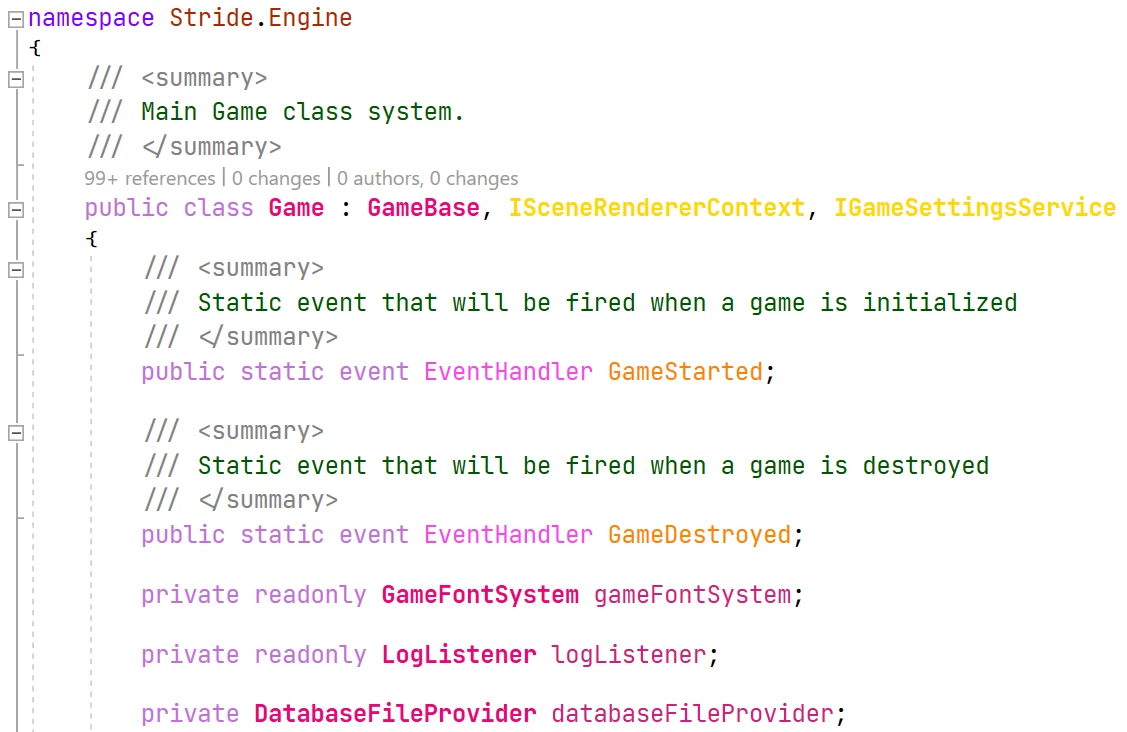 namespace Stride.Engine
{
/// <summary>
/// Main Game class system.
/// </summary>
99+ references | 0 changes | 0 authors, 0 changes
public class Game : GameBase, ISceneRendererContext, IGameSettingsService
{
/// <summary>
/// Static event that will be fired when a game is initialized
/// </summary>
public static event EventHandler GameStarted;
/// <summary>
/// Static event that will be fired when a game is destroyed
/// </summary>
public static event EventHandler GameDestroyed;
private readonly GameFontSystem gameFontSystem;
private readonly LogListener logListener;
private DatabaseFileProvider databaseFileProvider;